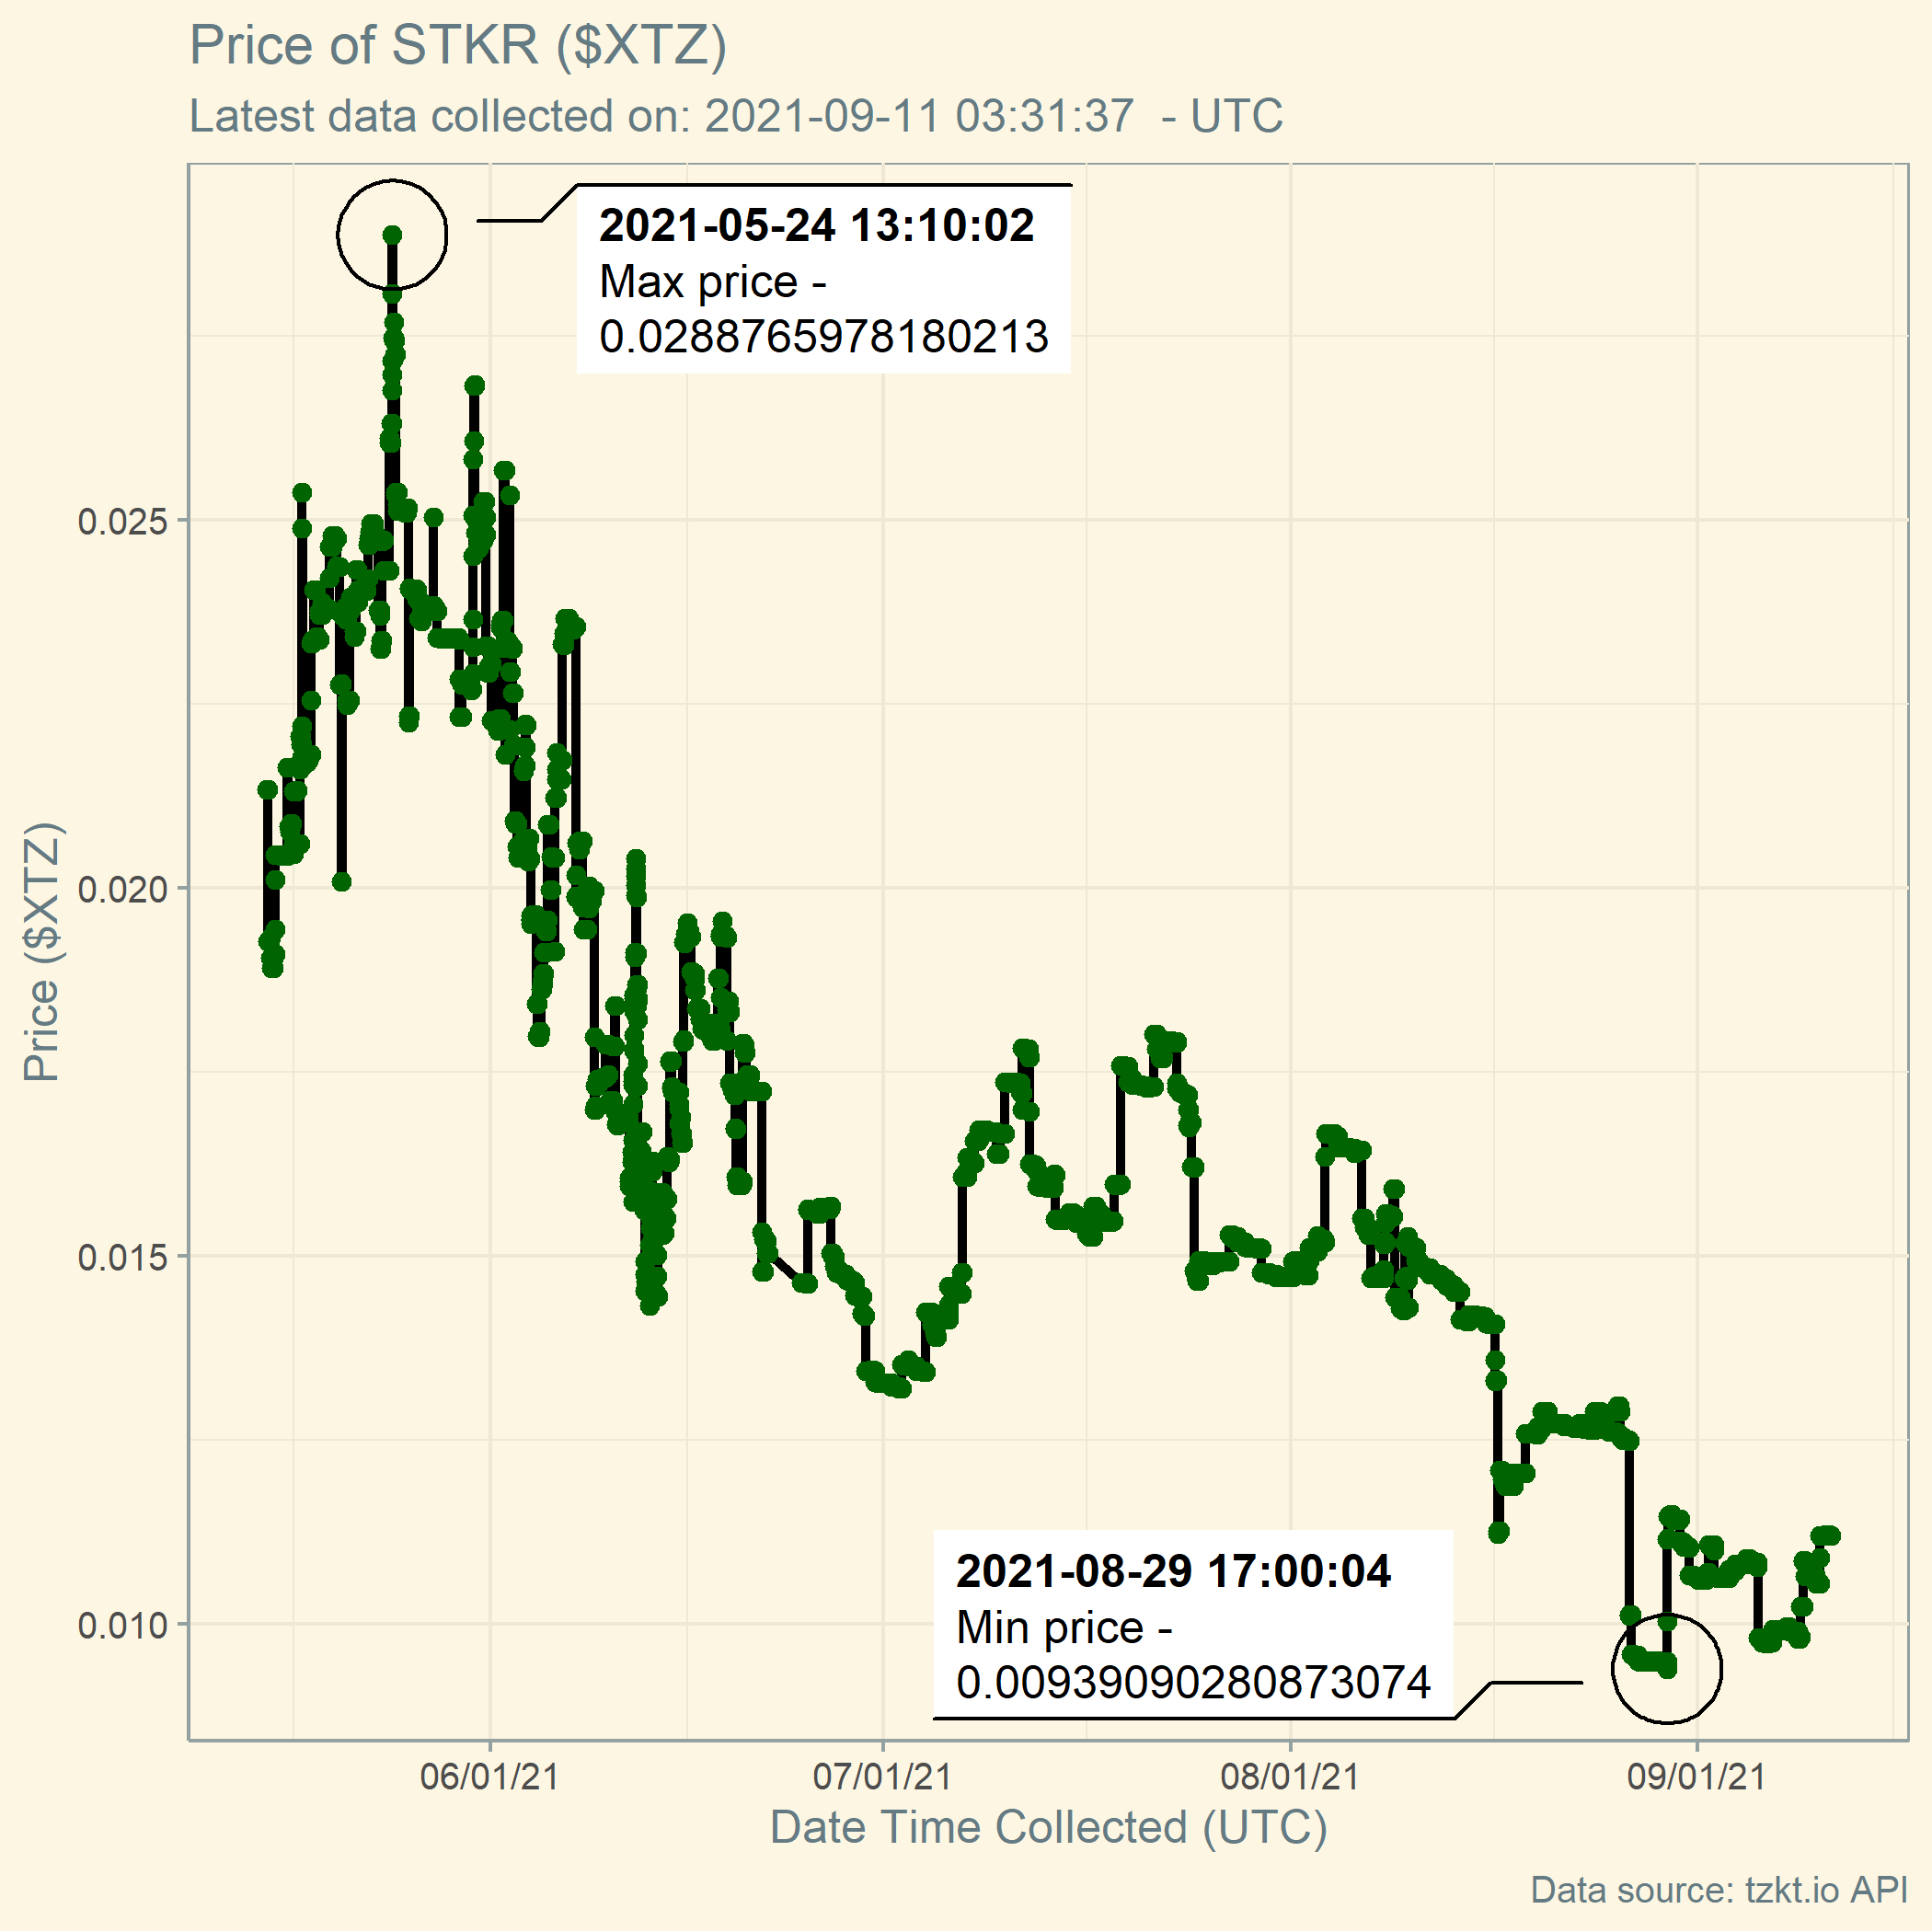 Price of STKR ($XTZ)
Latest data collected on: 2021-09-11 03:31:37  - UTC
2021-05-24 13:10:02
Max price -
0.0288765978180213
0.025
0.020
0.015
0.010
Price ($XTZ)
2021-08-29 17:00:04
Min price -
0.00939090280873074
06/01/21
07/01/21
08/01/21
09/01/21
Date Time Collected (UTC)
Data source: tzkt.io API